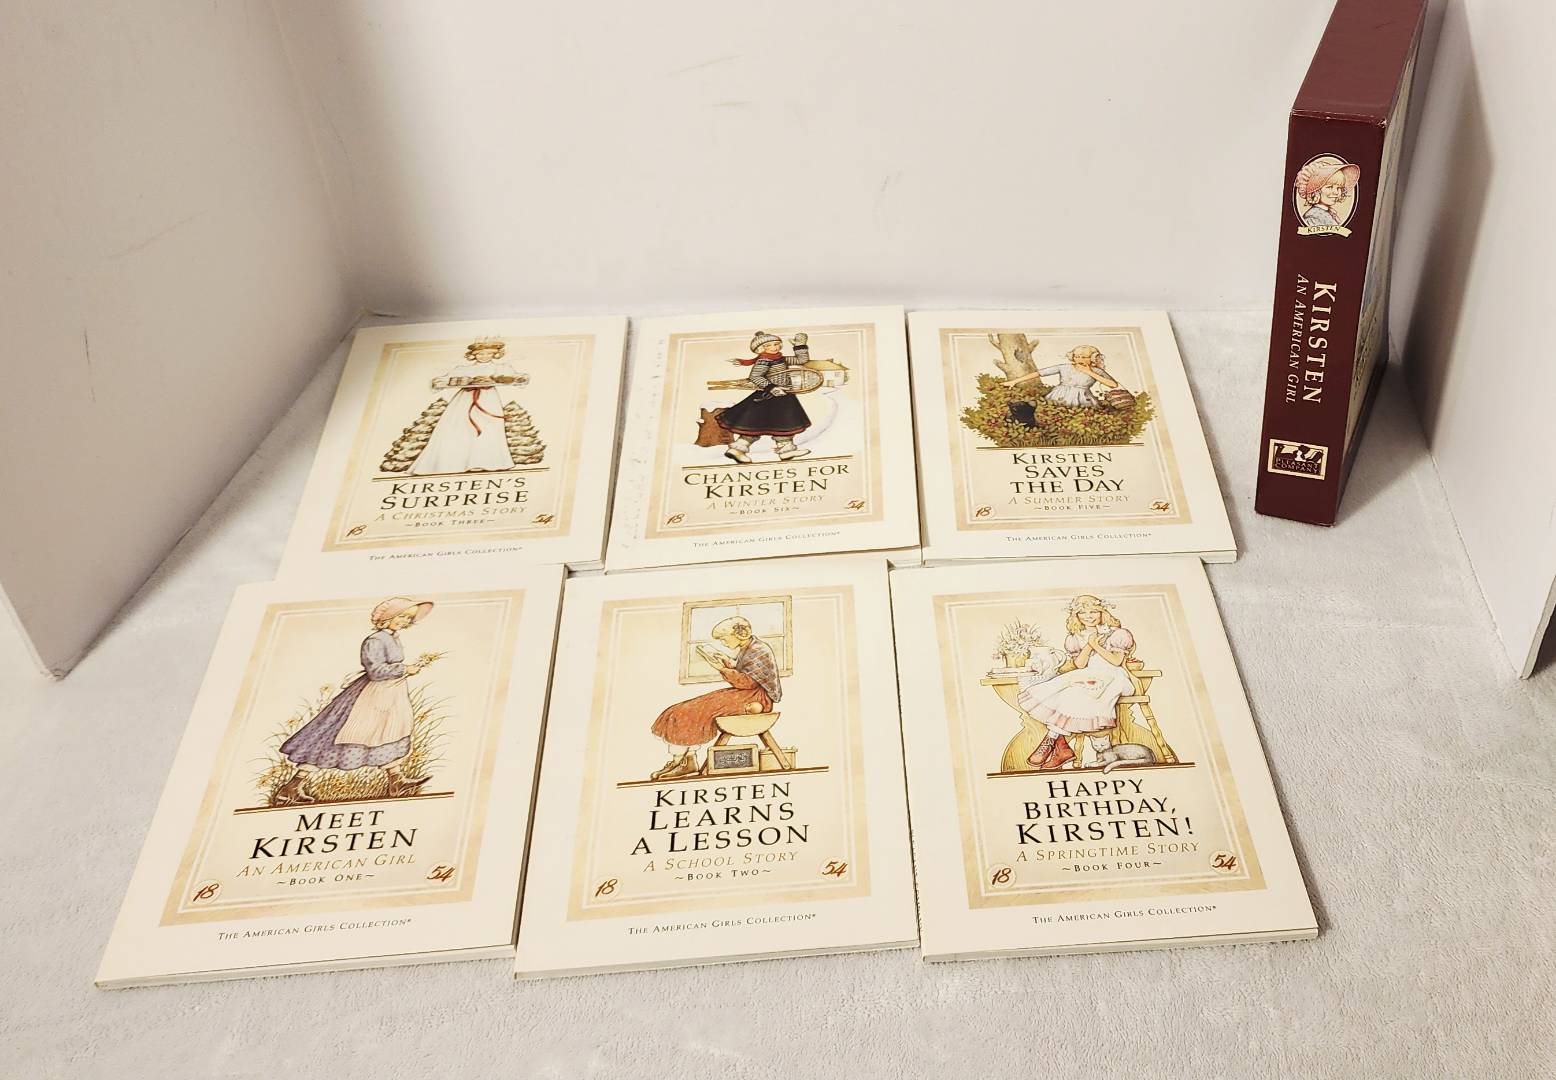 KIRSTEN'S
SURPRISE
A CHRISTMAS STORY
~BOOK THREE~
18 54
THE AMERICAN GIRLS COLLECTION®
CHANGES FOR
KIRSTEN
A WINTER STORY
~BOOK SIX~
18 54
THE AMERICAN GIRLS COLLECTION®
KIRSTEN
SAVES
THE DAY
A SUMMER STORY
~BOOK FIVE~
18 54
THE AMERICAN GIRLS COLLECTION®
KIRSTEN
KIRSTEN
AN AMERICAN GIRL
PLEASANT
COMPANY
MEET
KIRSTEN
AN AMERICAN GIRL
~BOOK ONE~
18 54
THE AMERICAN GIRLS COLLECTION®
KIRSTEN
LEARNS
A LESSON
A SCHOOL STORY
~BOOK TWO~
18 54
THE AMERICAN GIRLS COLLECTION®
HAPPY
BIRTHDAY,
KIRSTEN!
A SPRINGTIME STORY
~BOOK FOUR~
18 54
THE AMERICAN GIRLS COLLECTION®